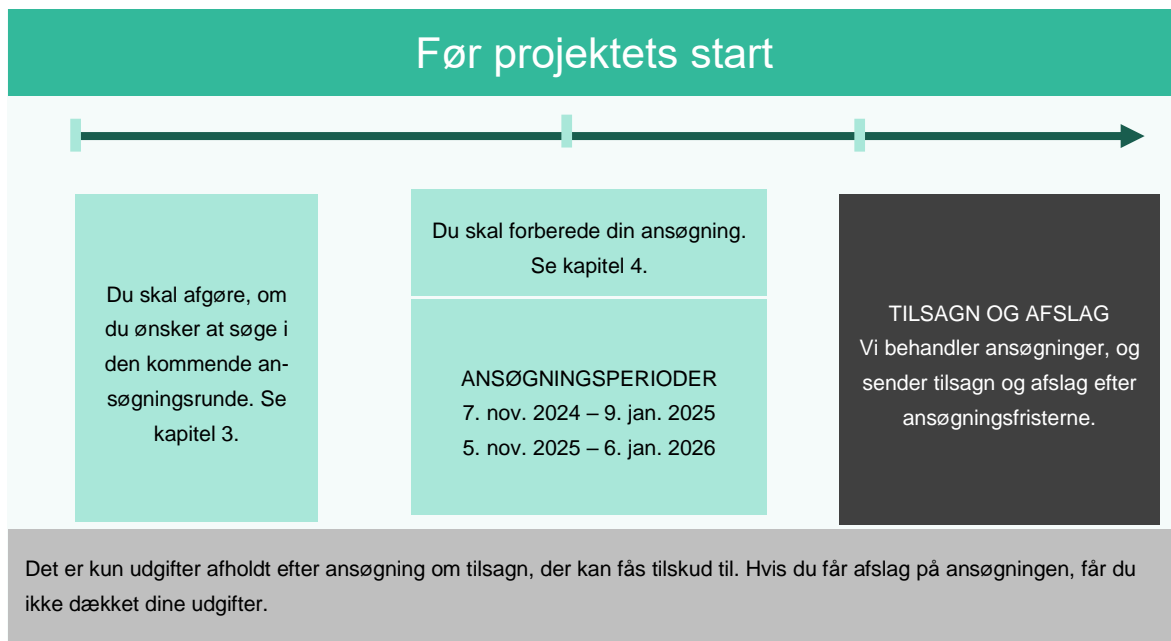 Før projektets start
Du skal afgøre, om
du ønsker at søge i
den kommende an-
søgningsrunde. Se
kapitel 3.
Du skal forberede din ansøgning.
Se kapitel 4.
ANSØGNINGSPERIODER
7. nov. 2024 – 9. jan. 2025
5. nov. 2025 – 6. jan. 2026
TILSAGN OG AFSLAG
Vi behandler ansøgninger, og
sender tilsagn og afslag efter
ansøgningsfristerne.
Det er kun udgifter afholdt efter ansøgning om tilsagn, der kan fås tilskud til. Hvis du får afslag på ansøgningen, får du
ikke dækket dine udgifter.